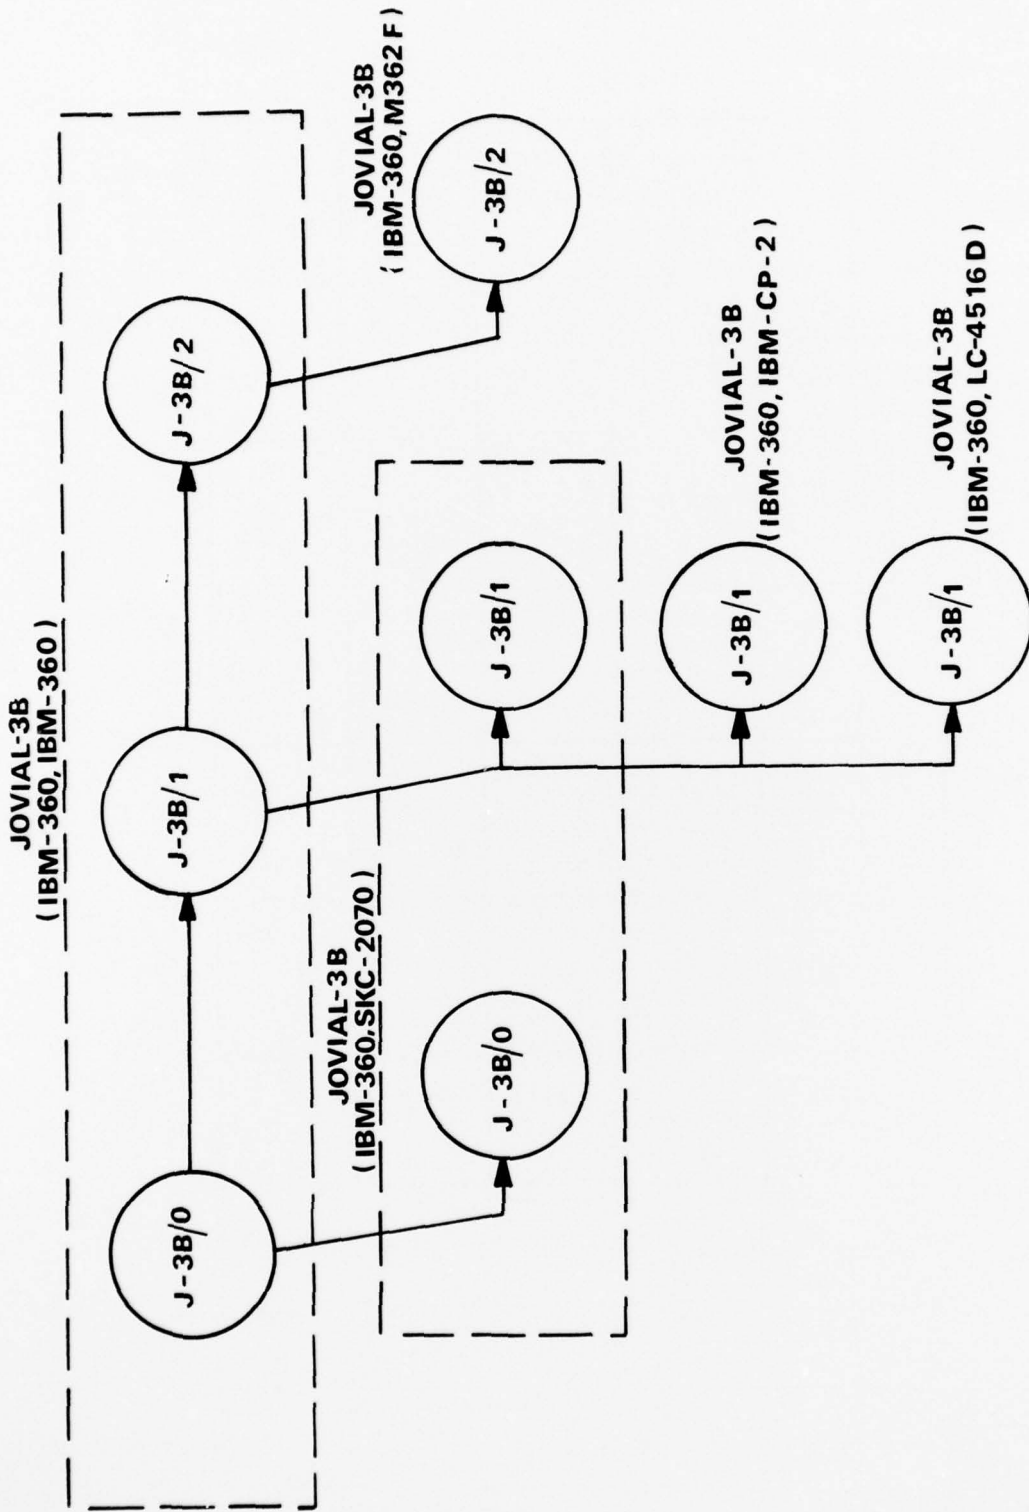 JOVIAL-3B
(IBM-360, IBM-360)
J-3B/0
J-3B/1
J-3B/2
JOVIAL-3B
(IBM-360, SKC-2070)
JOVIAL-3B
(IBM-360, M362F)
J-3B/0
J-3B/1
J-3B/2
J-3B/1
JOVIAL-3B
(IBM-360, IBM-CP-2)
J-3B/1
JOVIAL-3B
(IBM-360, LC-4516D)